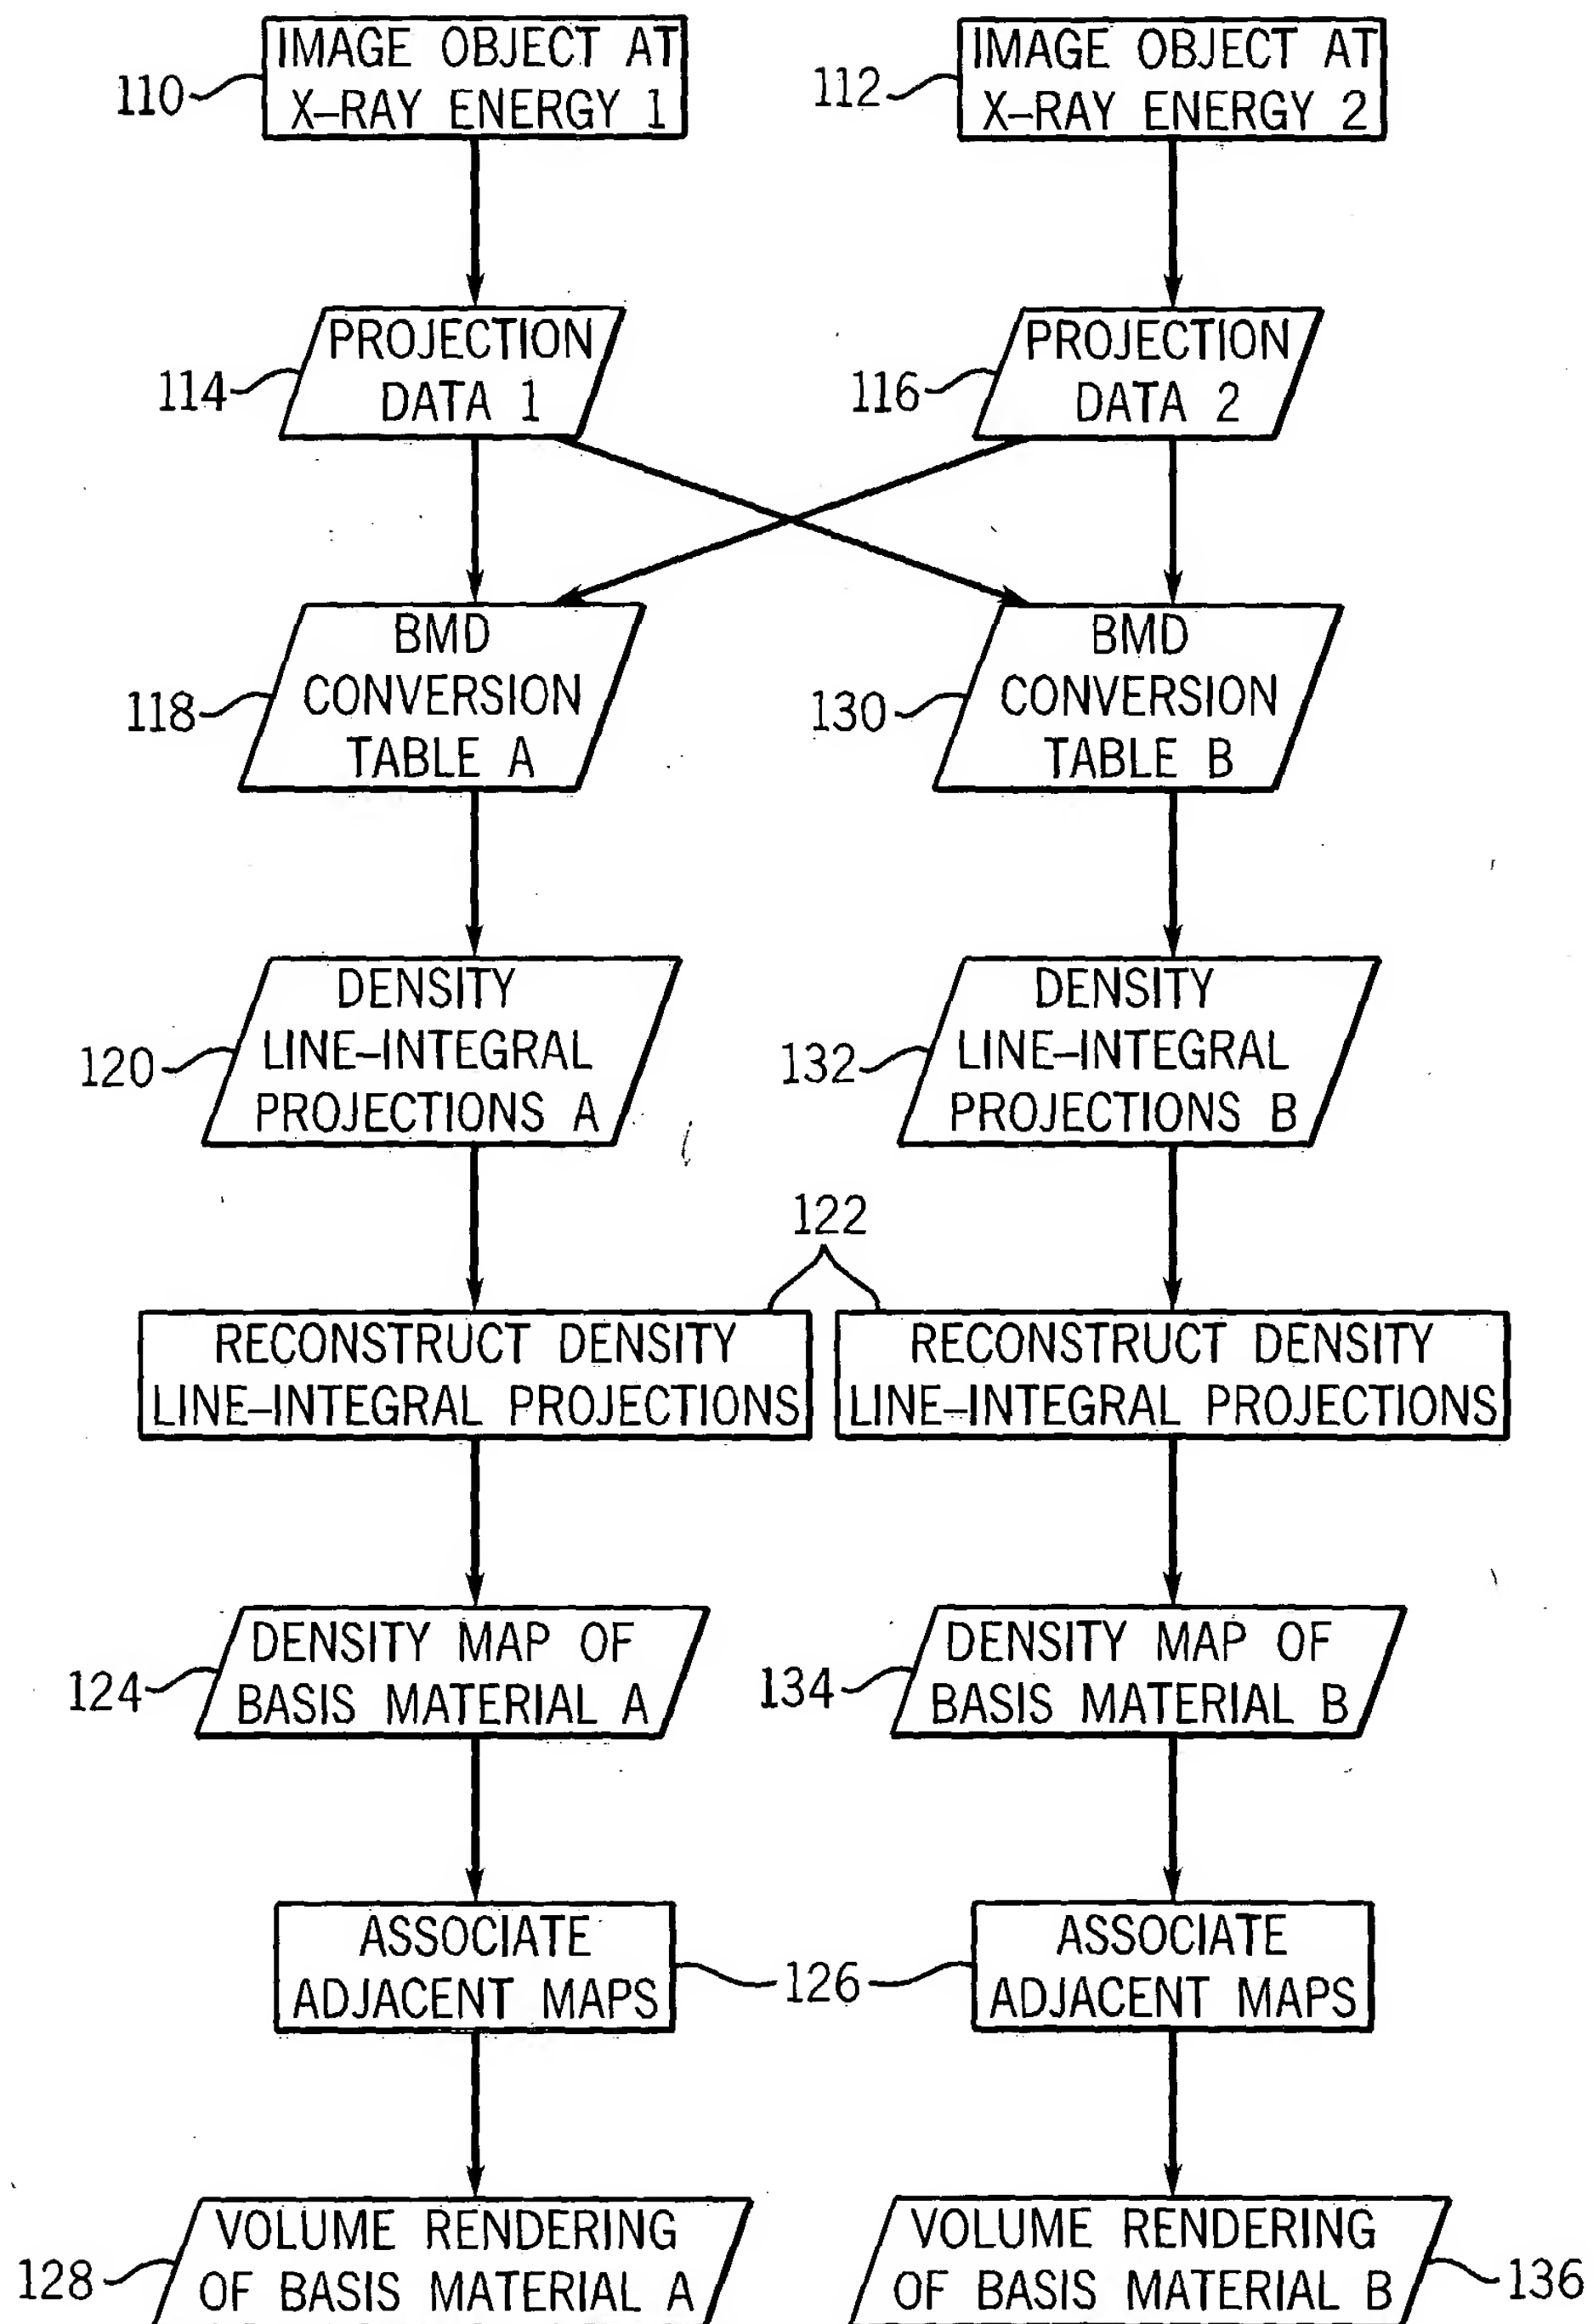 IMAGE OBJECT AT
X–RAY ENERGY 1
110
IMAGE OBJECT AT
X–RAY ENERGY 2
112
PROJECTION
DATA 1
114
PROJECTION
DATA 2
116
BMD
CONVERSION
TABLE A
118
BMD
CONVERSION
TABLE B
130
DENSITY
LINE–INTEGRAL
PROJECTIONS A
120
DENSITY
LINE–INTEGRAL
PROJECTIONS B
132
122
RECONSTRUCT DENSITY
LINE–INTEGRAL PROJECTIONS
RECONSTRUCT DENSITY
LINE–INTEGRAL PROJECTIONS
DENSITY MAP OF
BASIS MATERIAL A
124
DENSITY MAP OF
BASIS MATERIAL B
134
ASSOCIATE
ADJACENT MAPS
126
ASSOCIATE
ADJACENT MAPS
VOLUME RENDERING
OF BASIS MATERIAL A
128
VOLUME RENDERING
OF BASIS MATERIAL B
136